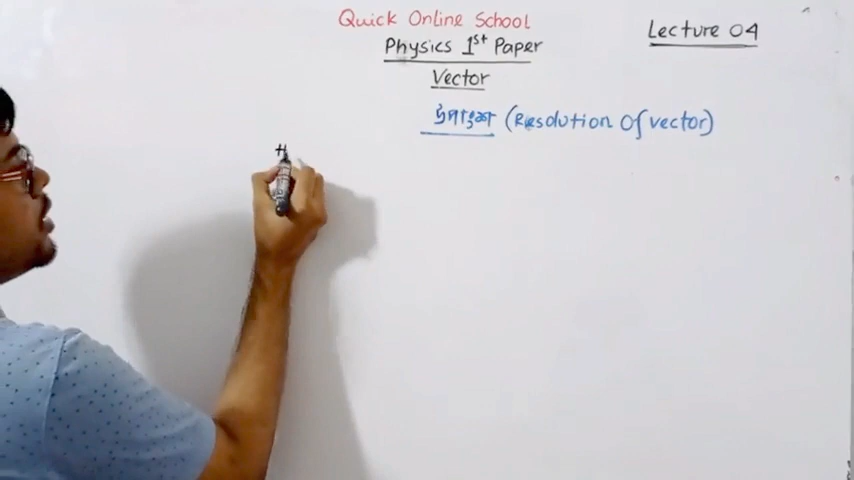 Quick Online School
Lecture 04
Physics 1st Paper
Vector
(Resolution Of vector)